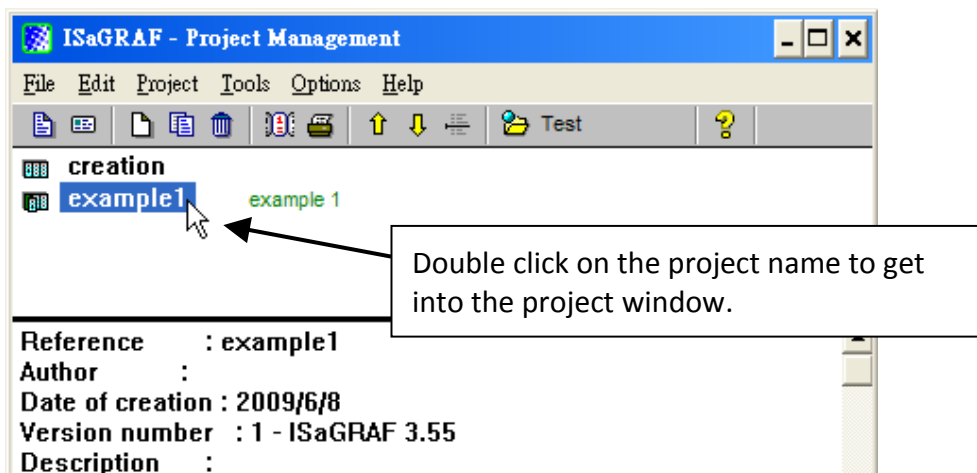 ISaGRAF - Project Management
File Edit Project Tools Options Help
Test
creation
example1 example 1
Double click on the project name to get
into the project window.
Reference : example1
Author :
Date of creation : 2009/6/8
Version number : 1 - ISaGRAF 3.55
Description :